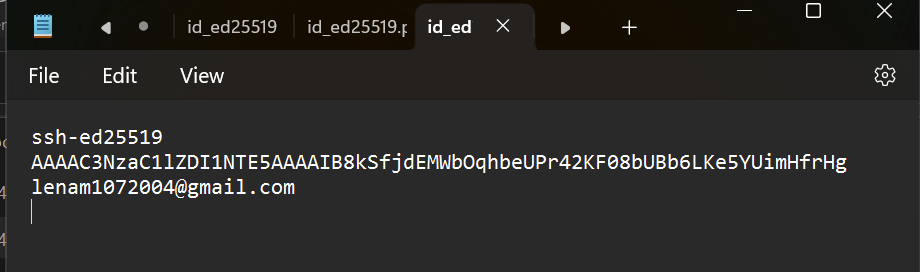 id_ed25519
id_ed25519.p
id_ed
File
Edit
View
ssh-ed25519
AAAAC3NzaC1lZDI1NTE5AAAAIB8kSfjdEMWbOqhbeUPr42KF08bUBb6LKe5YUimHfrHg
lenam1072004@gmail.com